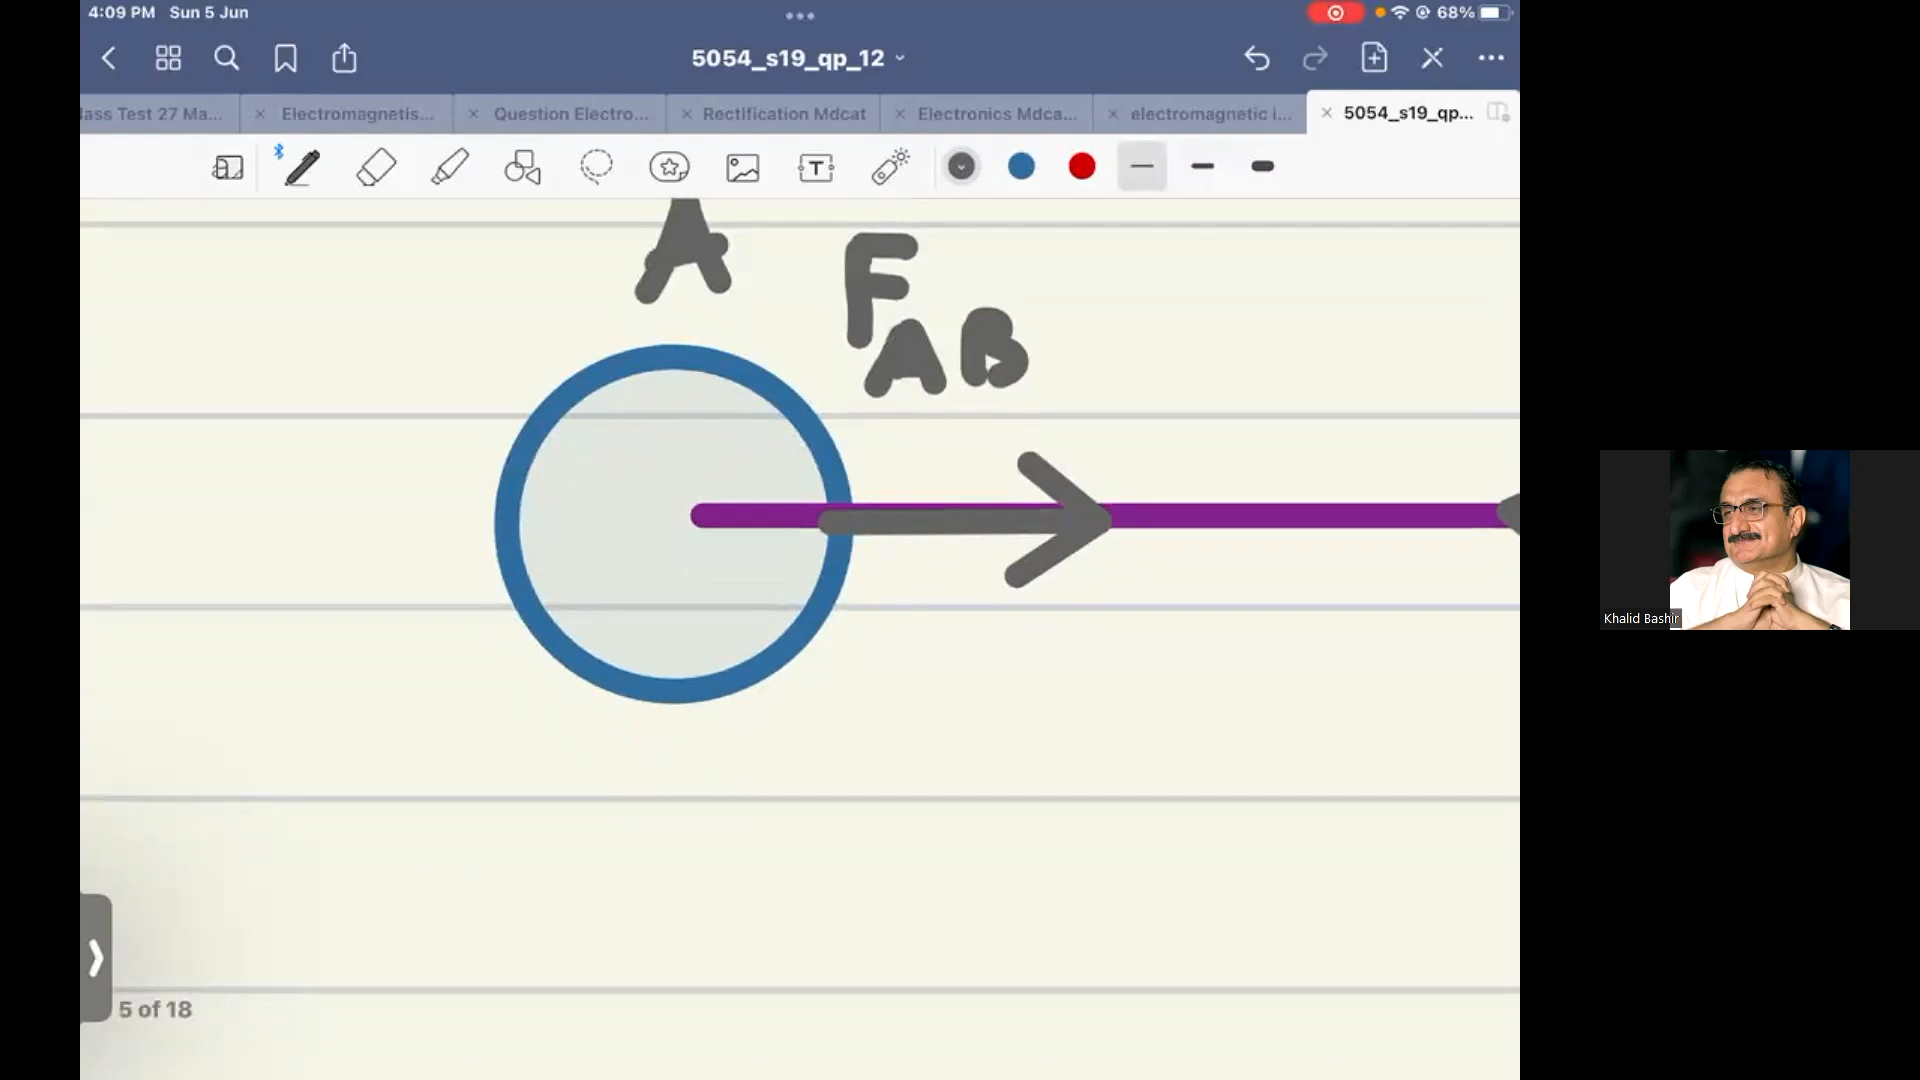 4:09 PM Sun 5 Jun
68%
5054_s19_qp_12
lass Test 27 Ma...
Electromagnetis...
Question Electro...
Rectification Mdcat
Electronics Mdca...
electromagnetic i...
5054_s19_qp...
A
F
AB
Khalid Bashir
5 of 18